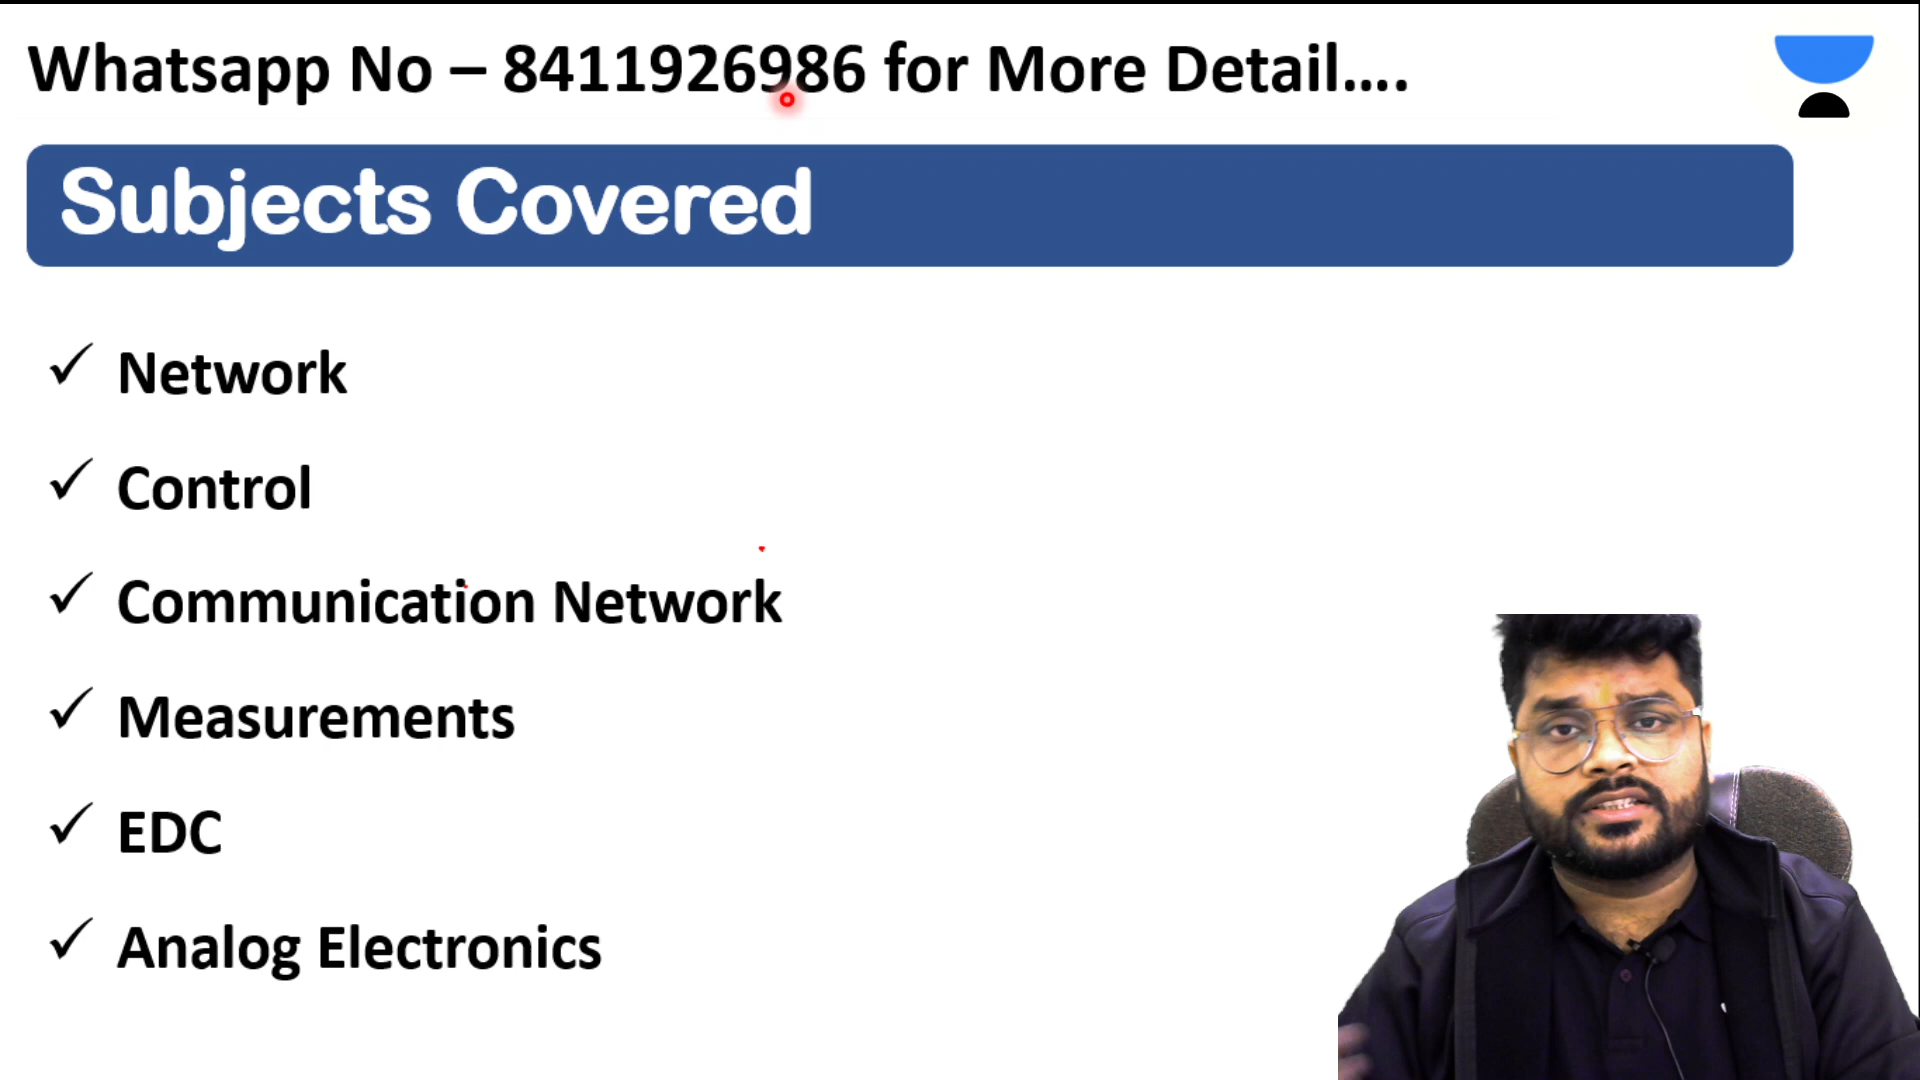 Whatsapp No – 8411926986 for More Detail....
Subjects Covered
✓ Network
✓ Control
✓ Communication Network
✓ Measurements
✓ EDC
✓ Analog Electronics